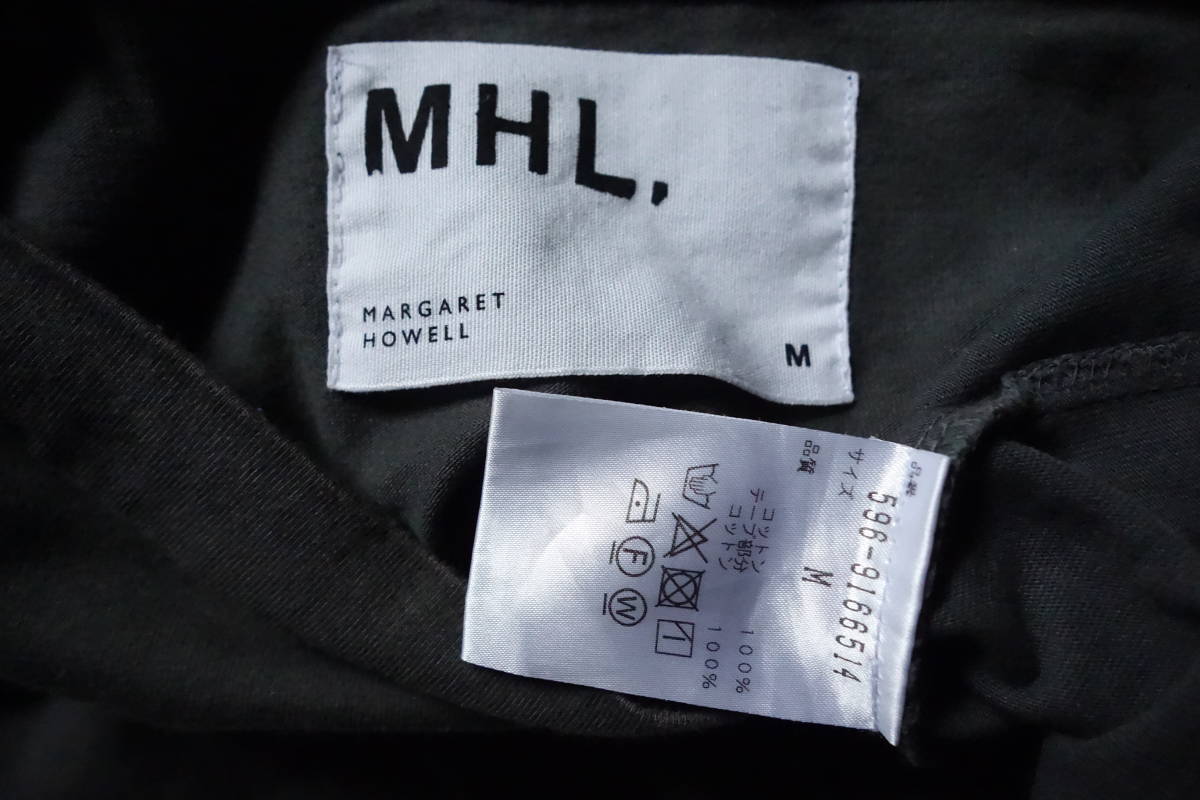 MHL.
MARGARET
HOWELL
M
品番 596-9166514
サイズ M
品質
コットン 100%
テープ部分
コットン 100%
F
W